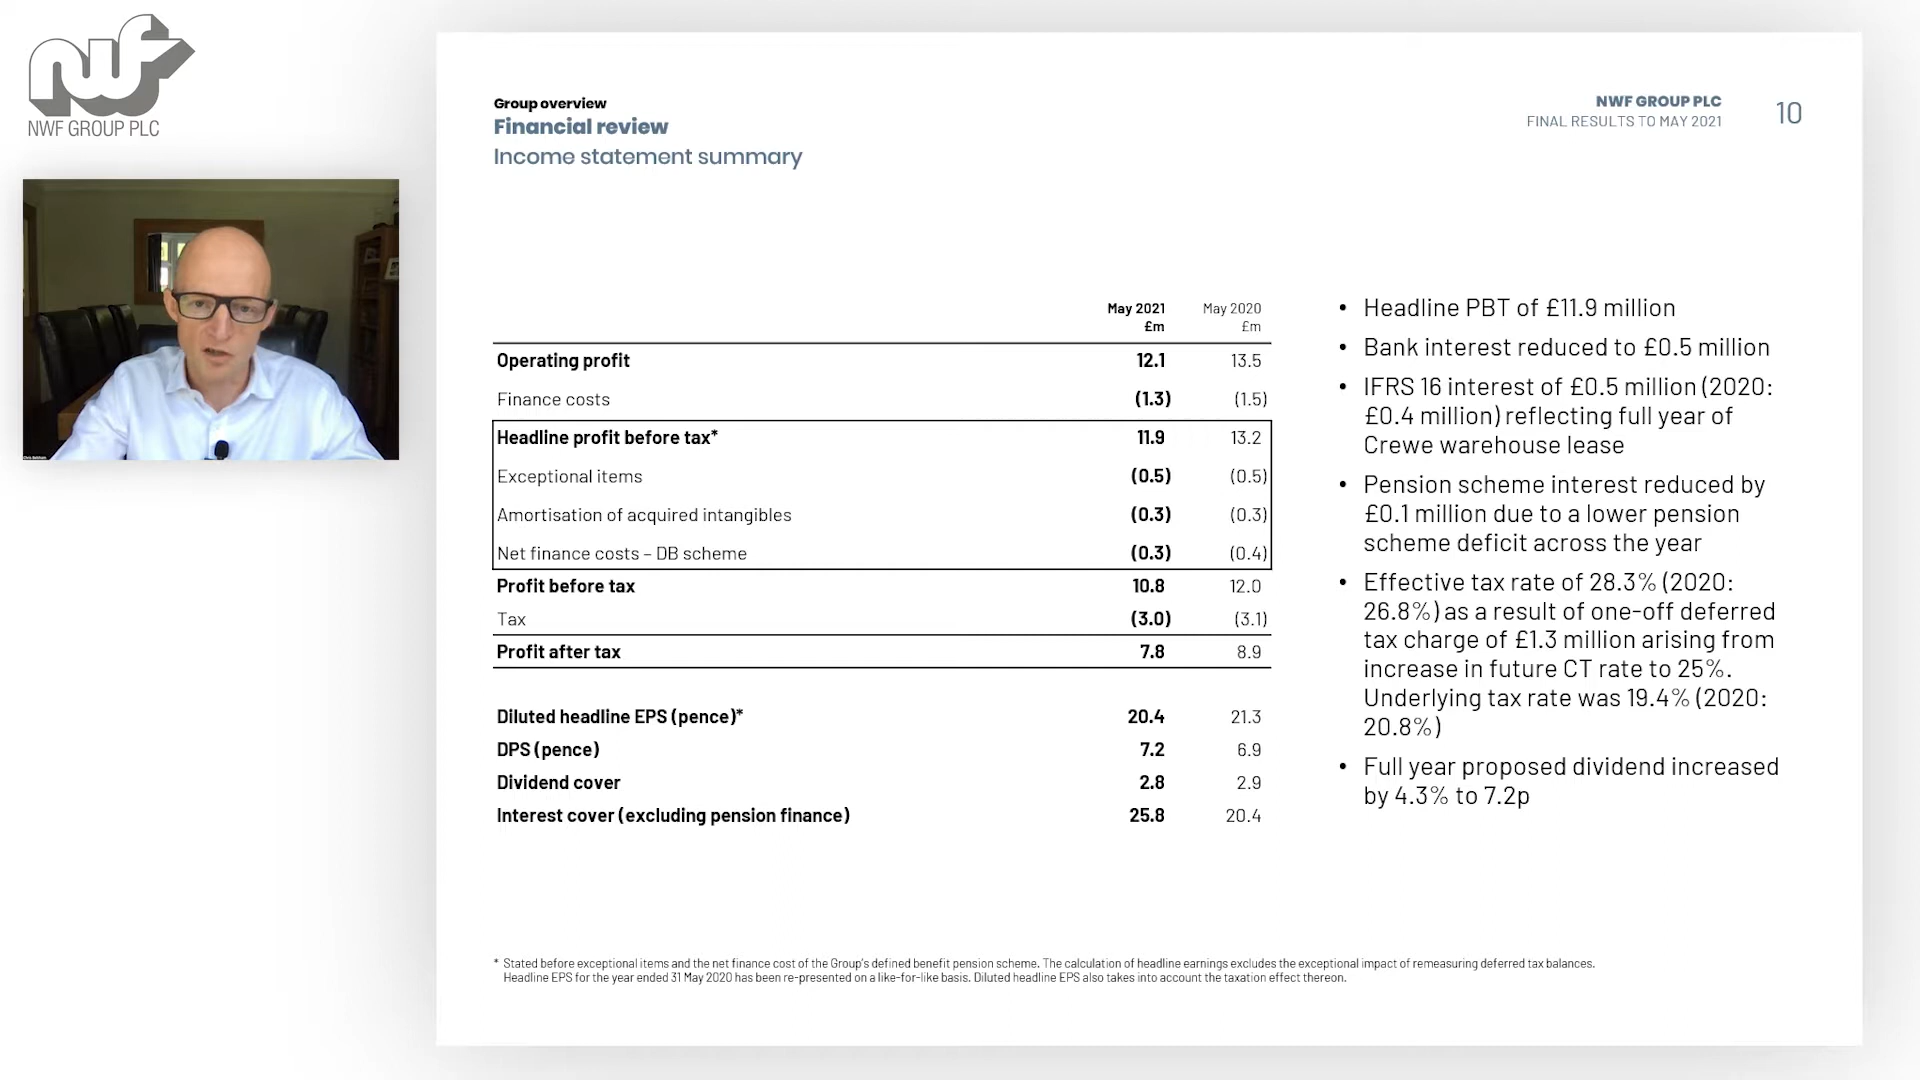 nwf
NWF GROUP PLC
Group overview
Financial review
Income statement summary
NWF GROUP PLC
FINAL RESULTS TO MAY 2021
10
May 2021 May 2020
£m £m
Operating profit 12.1 13.5
Finance costs (1.3) (1.5)
Headline profit before tax* 11.9 13.2
Exceptional items (0.5) (0.5)
Amortisation of acquired intangibles (0.3) (0.3)
Net finance costs – DB scheme (0.3) (0.4)
Profit before tax 10.8 12.0
Tax (3.0) (3.1)
Profit after tax 7.8 8.9
Diluted headline EPS (pence)* 20.4 21.3
DPS (pence) 7.2 6.9
Dividend cover 2.8 2.9
Interest cover (excluding pension finance) 25.8 20.4
• Headline PBT of £11.9 million
• Bank interest reduced to £0.5 million
• IFRS 16 interest of £0.5 million (2020:
£0.4 million) reflecting full year of
Crewe warehouse lease
• Pension scheme interest reduced by
£0.1 million due to a lower pension
scheme deficit across the year
• Effective tax rate of 28.3% (2020:
26.8%) as a result of one-off deferred
tax charge of £1.3 million arising from
increase in future CT rate to 25%.
Underlying tax rate was 19.4% (2020:
20.8%)
• Full year proposed dividend increased
by 4.3% to 7.2p
* Stated before exceptional items and the net finance cost of the Group's defined benefit pension scheme. The calculation of headline earnings excludes the exceptional impact of remeasuring deferred tax balances.
Headline EPS for the year ended 31 May 2020 has been re-presented on a like-for-like basis. Diluted headline EPS also takes into account the taxation effect thereon.